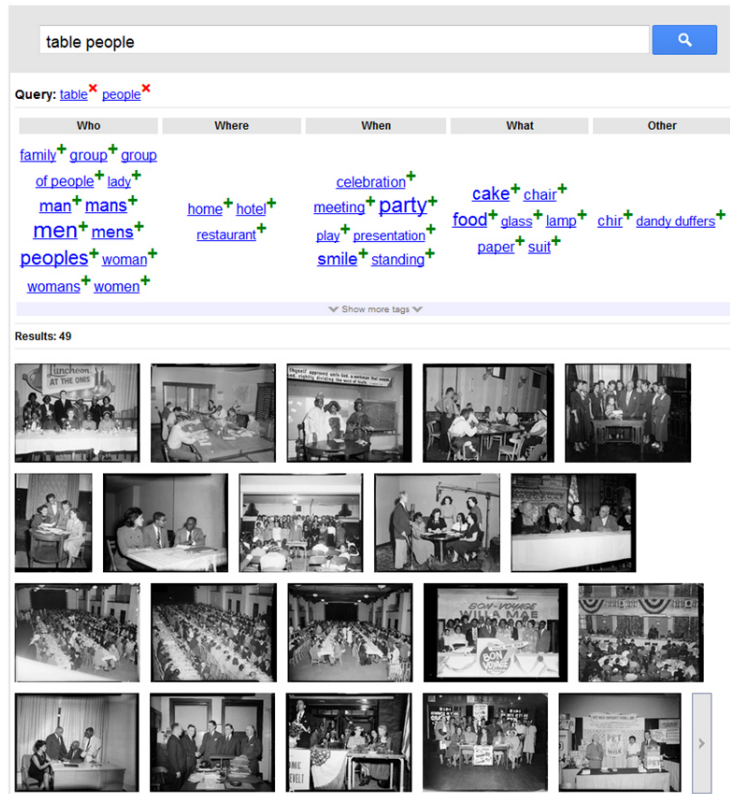 table people
Query: table × people ×
Who Where When What Other
family+ group+ group
of people+ lady+
man+ mans+
men+ mens+
peoples+ woman+
womans+ women+
home+ hotel+
restaurant+
celebration+
meeting+ party+
play+ presentation+
smile+ standing+
cake+ chair+
food+ glass+ lamp+
paper+ suit+
chir+ dandy duffers+
Show more tags
Results: 49
Luncheon
AT THE ONIS
BON-VOYAGE
WILLA MAE
BON
VOYAGE
PET
MILK